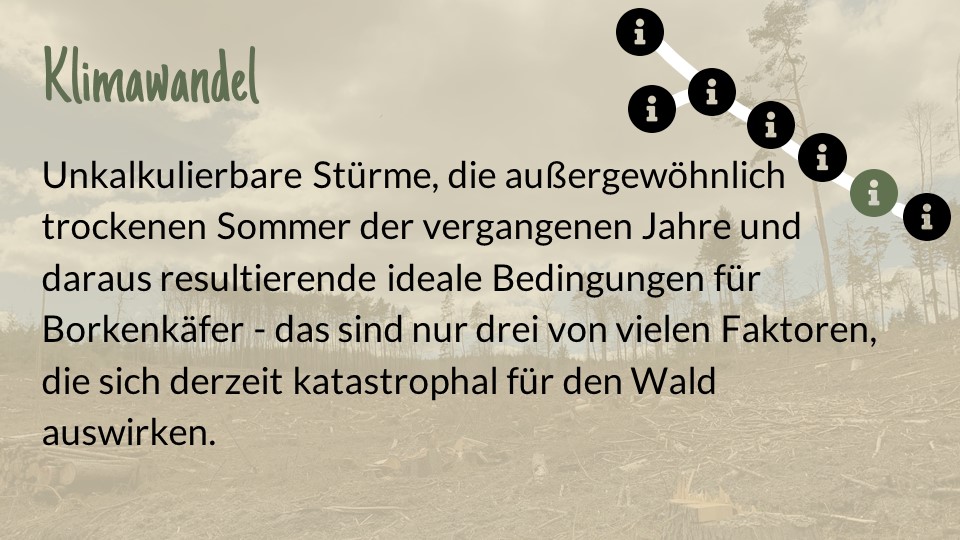 Klimawandel
Unkalkulierbare Stürme, die außergewöhnlich
trockenen Sommer der vergangenen Jahre und
daraus resultierende ideale Bedingungen für
Borkenkäfer - das sind nur drei von vielen Faktoren,
die sich derzeit katastrophal für den Wald
auswirken.